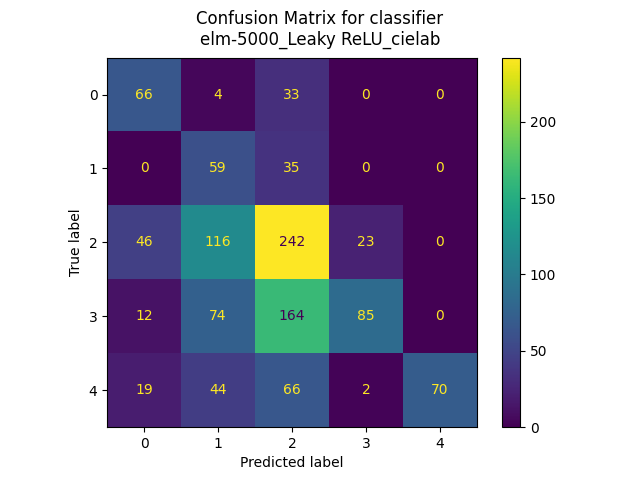 Confusion Matrix for classifier
elm-5000_Leaky ReLU_cielab
0 66 4 33 0 0
1 0 59 35 0 0
2 46 116 242 23 0
3 12 74 164 85 0
4 19 44 66 2 70
0 1 2 3 4
Predicted label
True label
200
150
100
50
0